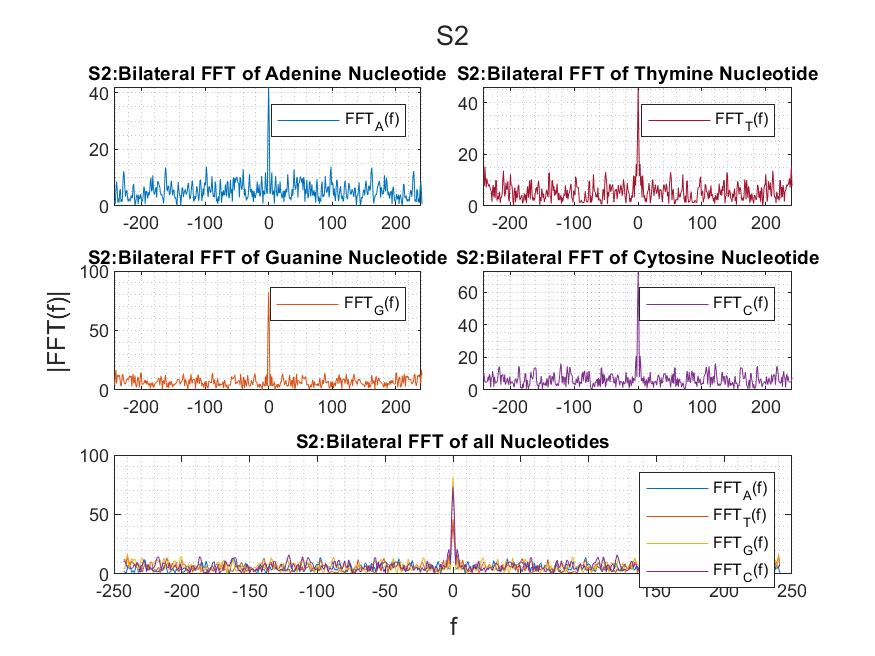 S2
S2:Bilateral FFT of Adenine Nucleotide
40
20
0
-200 -100 0 100 200
FFT_A(f)
S2:Bilateral FFT of Thymine Nucleotide
40
20
0
-200 -100 0 100 200
FFT_T(f)
S2:Bilateral FFT of Guanine Nucleotide
100
50
0
-200 -100 0 100 200
FFT_G(f)
S2:Bilateral FFT of Cytosine Nucleotide
60
40
20
0
-200 -100 0 100 200
FFT_C(f)
|FFT(f)|
S2:Bilateral FFT of all Nucleotides
100
50
0
-250 -200 -150 -100 -50 0 50 100 150 200 250
FFT_A(f)
FFT_T(f)
FFT_G(f)
FFT_C(f)
f